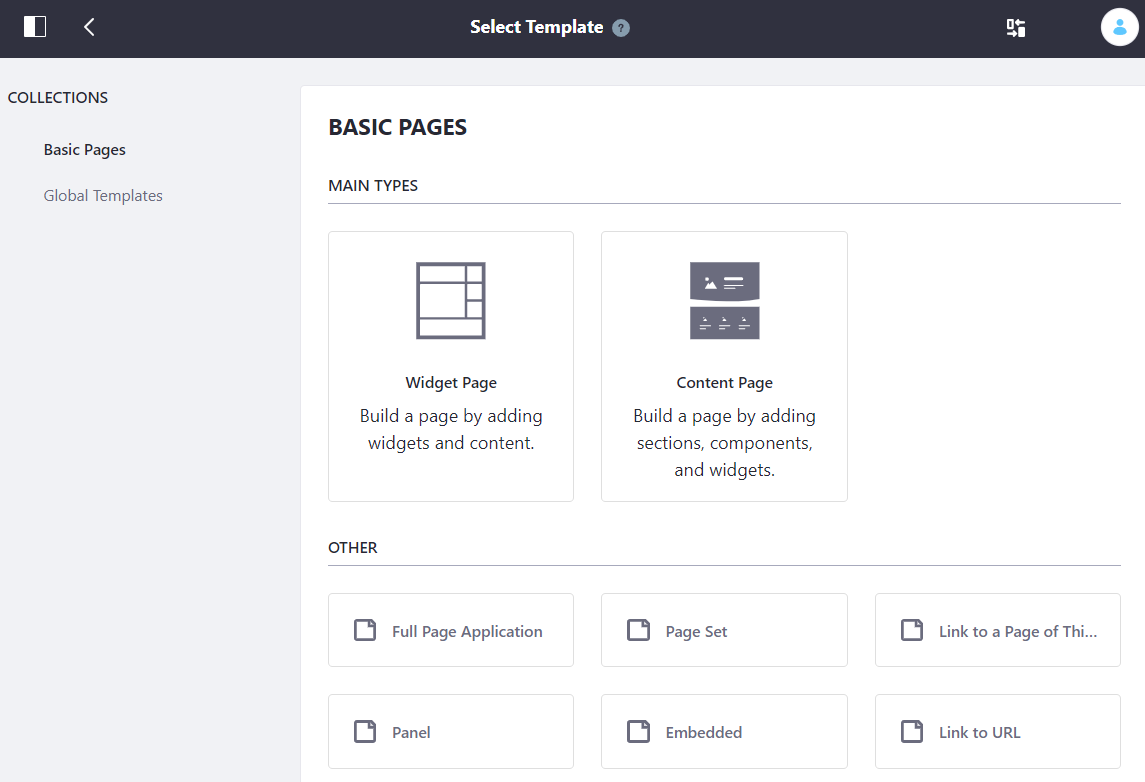 Select Template ?
COLLECTIONS
Basic Pages
Global Templates
BASIC PAGES
MAIN TYPES
Widget Page
Build a page by adding
widgets and content.
Content Page
Build a page by adding
sections, components,
and widgets.
OTHER
Full Page Application
Page Set
Link to a Page of Thi...
Panel
Embedded
Link to URL